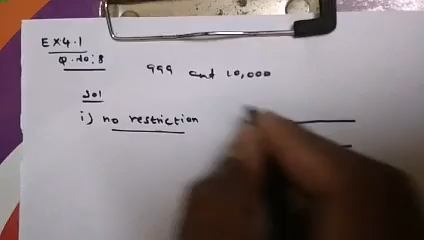 Ex 4.1
Q.No: 8
999 and 10,000
Sol
i) no restriction